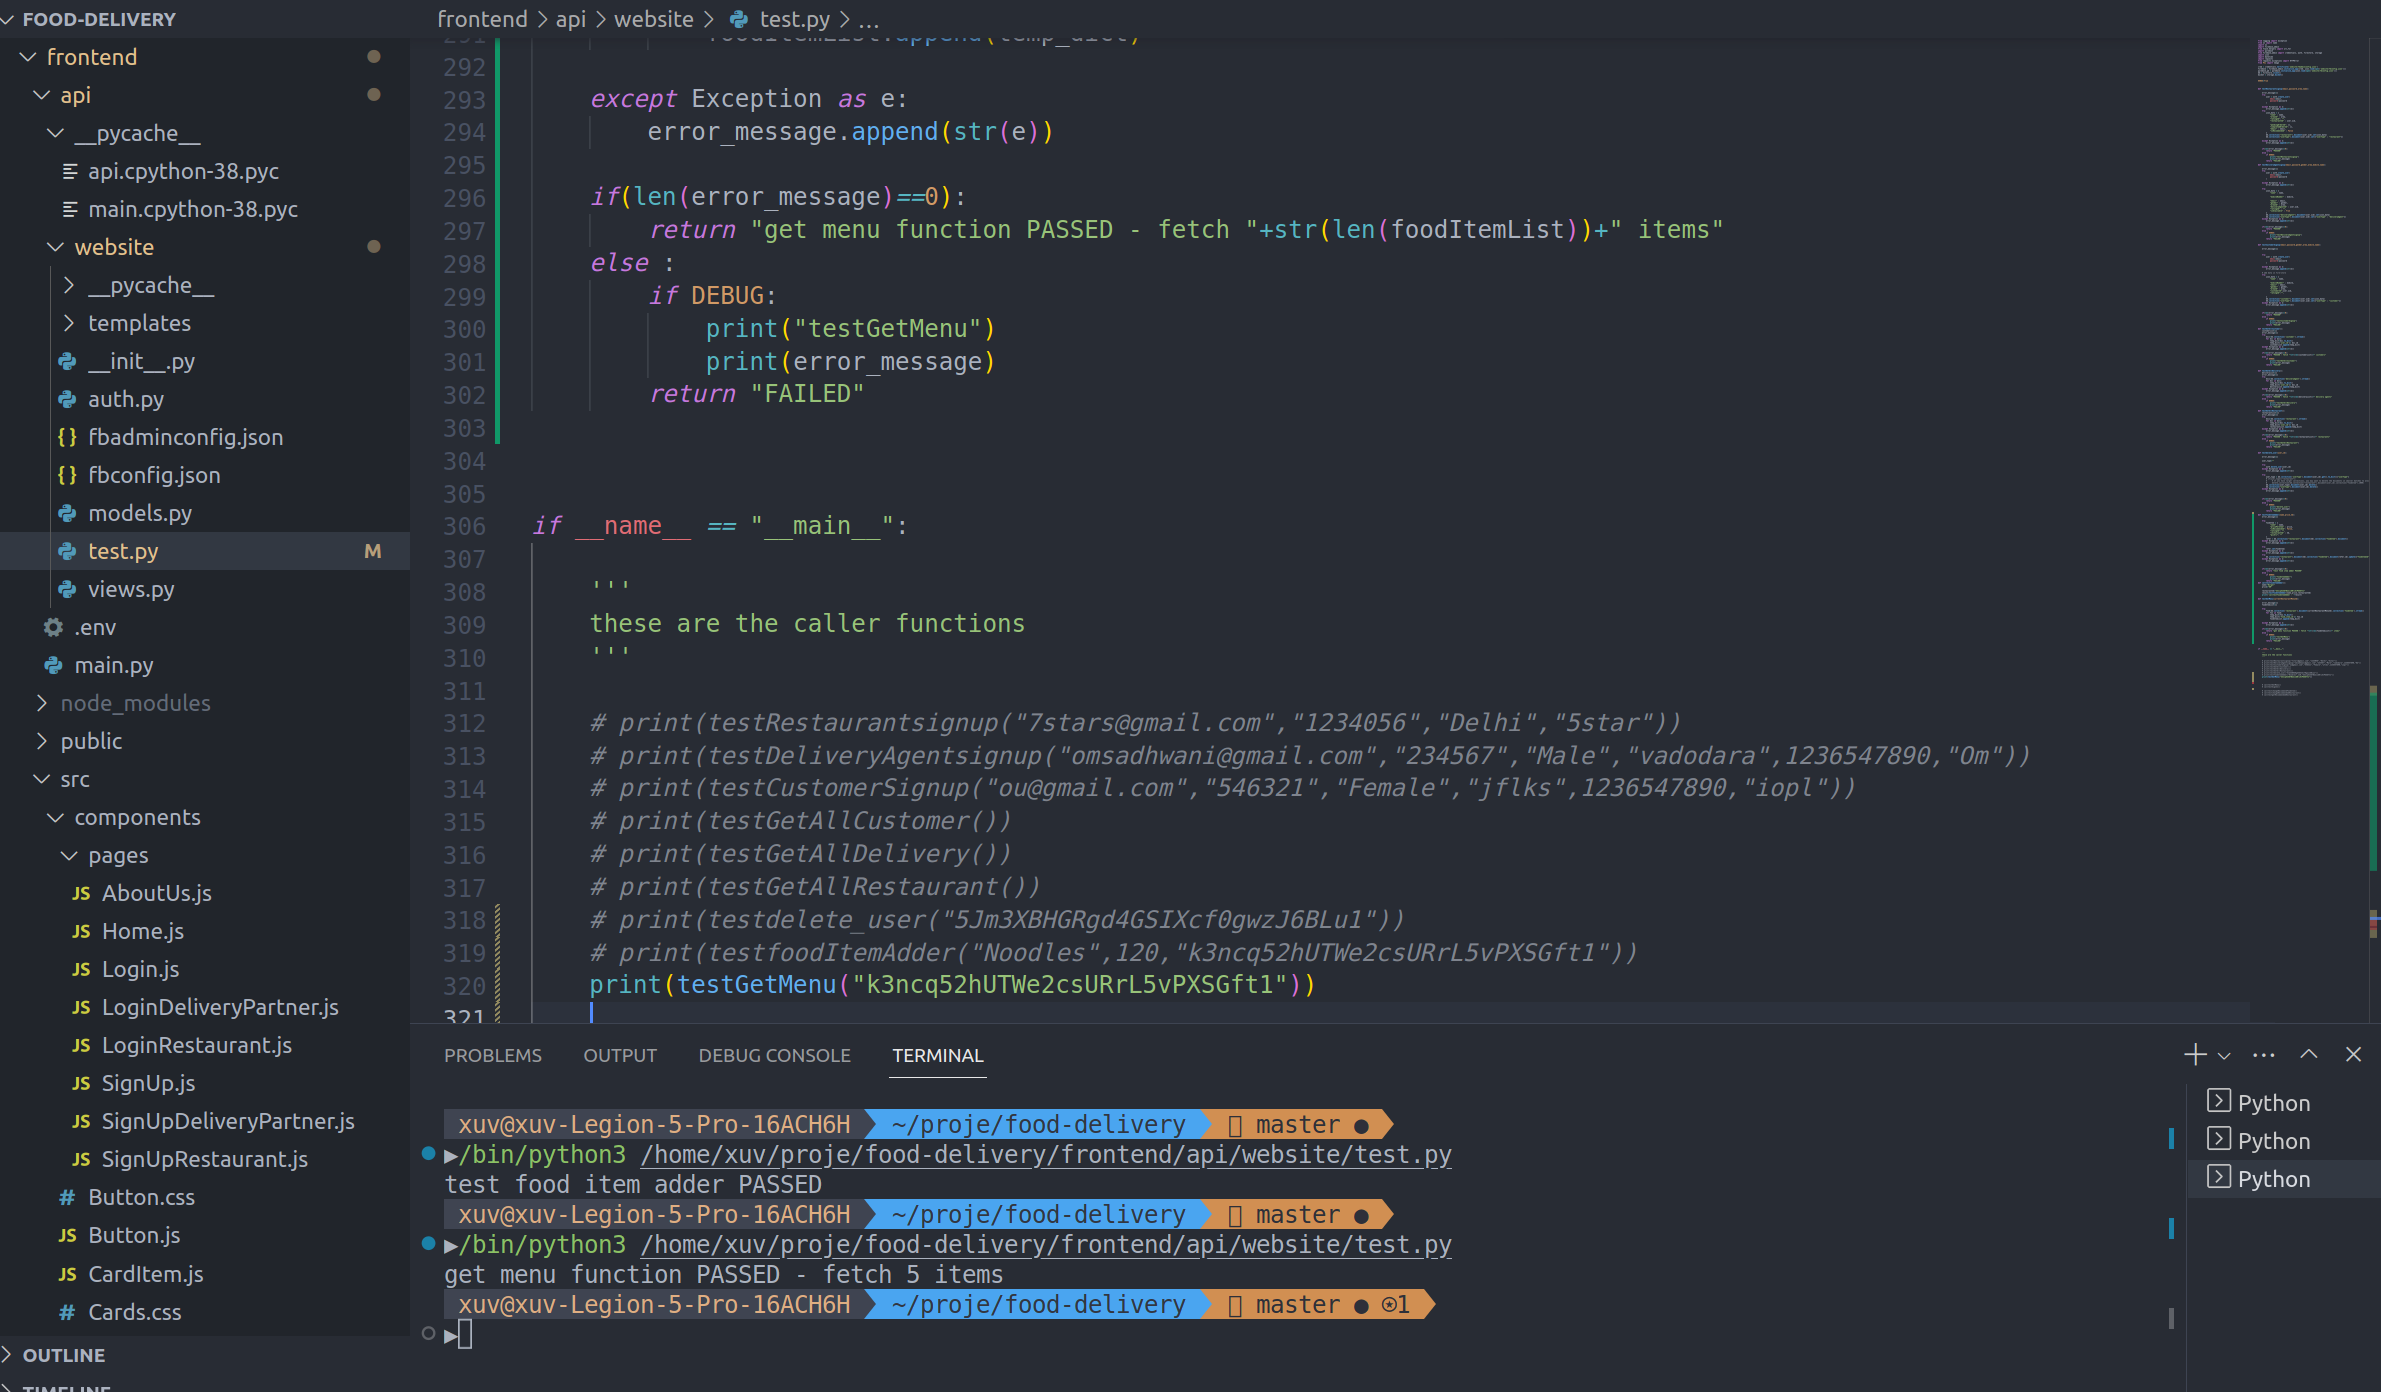 FOOD-DELIVERY
frontend
api
__pycache__
api.cpython-38.pyc
main.cpython-38.pyc
website
__pycache__
templates
__init__.py
auth.py
fbadminconfig.json
fbconfig.json
models.py
test.py M
views.py
.env
main.py
node_modules
public
src
components
pages
JS AboutUs.js
JS Home.js
JS Login.js
JS LoginDeliveryPartner.js
JS LoginRestaurant.js
JS SignUp.js
JS SignUpDeliveryPartner.js
JS SignUpRestaurant.js
# Button.css
JS Button.js
JS CardItem.js
# Cards.css
OUTLINE
TIMELINE
frontend > api > website > test.py > ...
291 foodItemList.append(temp_dict)
292
293 except Exception as e:
294 error_message.append(str(e))
295
296 if(len(error_message)==0):
297 return "get menu function PASSED - fetch "+str(len(foodItemList))+" items"
298 else :
299 if DEBUG:
300 print("testGetMenu")
301 print(error_message)
302 return "FAILED"
303
304
305
306 if __name__ == "__main__":
307
308 '''
309 these are the caller functions
310 '''
311
312 # print(testRestaurantsignup("7stars@gmail.com","1234056","Delhi","5star"))
313 # print(testDeliveryAgentsignup("omsadhwani@gmail.com","234567","Male","vadodara",1236547890,"Om"))
314 # print(testCustomerSignup("ou@gmail.com","546321","Female","jflks",1236547890,"iopl"))
315 # print(testGetAllCustomer())
316 # print(testGetAllDelivery())
317 # print(testGetAllRestaurant())
318 # print(testdelete_user("5Jm3XBHGRgd4GSIXcf0gwzJ6BLu1"))
319 # print(testfoodItemAdder("Noodles",120,"k3ncq52hUTWe2csURrL5vPXSGft1"))
320 print(testGetMenu("k3ncq52hUTWe2csURrL5vPXSGft1"))
321
PROBLEMS OUTPUT DEBUG CONSOLE TERMINAL
xuv@xuv-Legion-5-Pro-16ACH6H ~/proje/food-delivery master ●
▶/bin/python3 /home/xuv/proje/food-delivery/frontend/api/website/test.py
test food item adder PASSED
xuv@xuv-Legion-5-Pro-16ACH6H ~/proje/food-delivery master ●
▶/bin/python3 /home/xuv/proje/food-delivery/frontend/api/website/test.py
get menu function PASSED - fetch 5 items
xuv@xuv-Legion-5-Pro-16ACH6H ~/proje/food-delivery master ● ⍟1
▶
Python
Python
Python